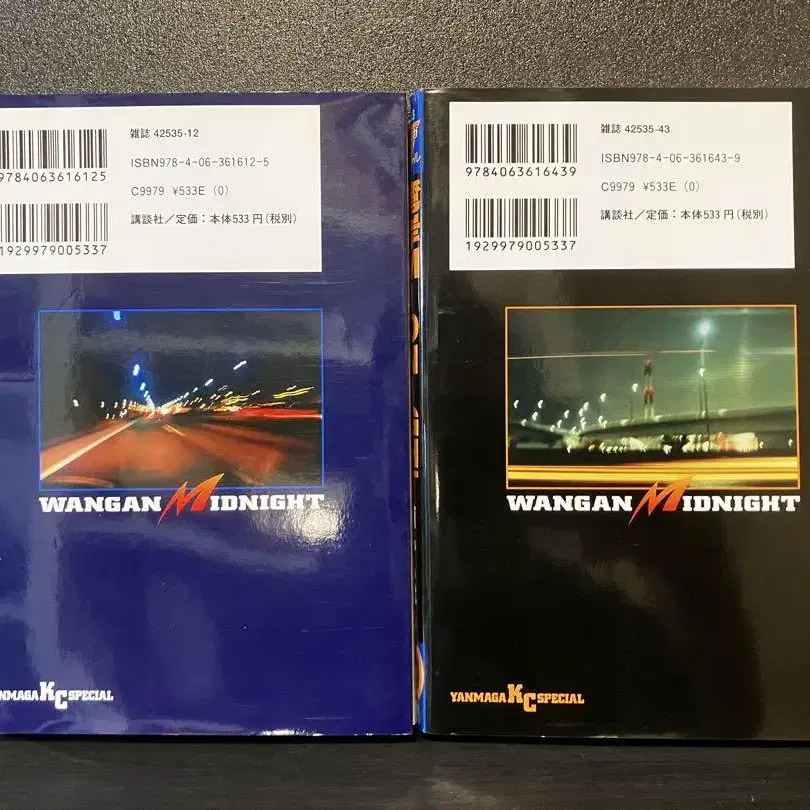 雑誌 42535-12
ISBN978-4-06-361612-5
9784063616125
C9979 ¥533E (0)
講談社／定価：本体533円(税別)
1929979005337
WANGAN MIDNIGHT
NMAGA KC SPECIAL
雑誌 42535-43
ISBN978-4-06-361643-9
9784063616439
C9979 ¥533E (0)
講談社／定価：本体533円(税別)
1929979005337
WANGAN MIDNIGHT
YANMAGA KC SPECIAL